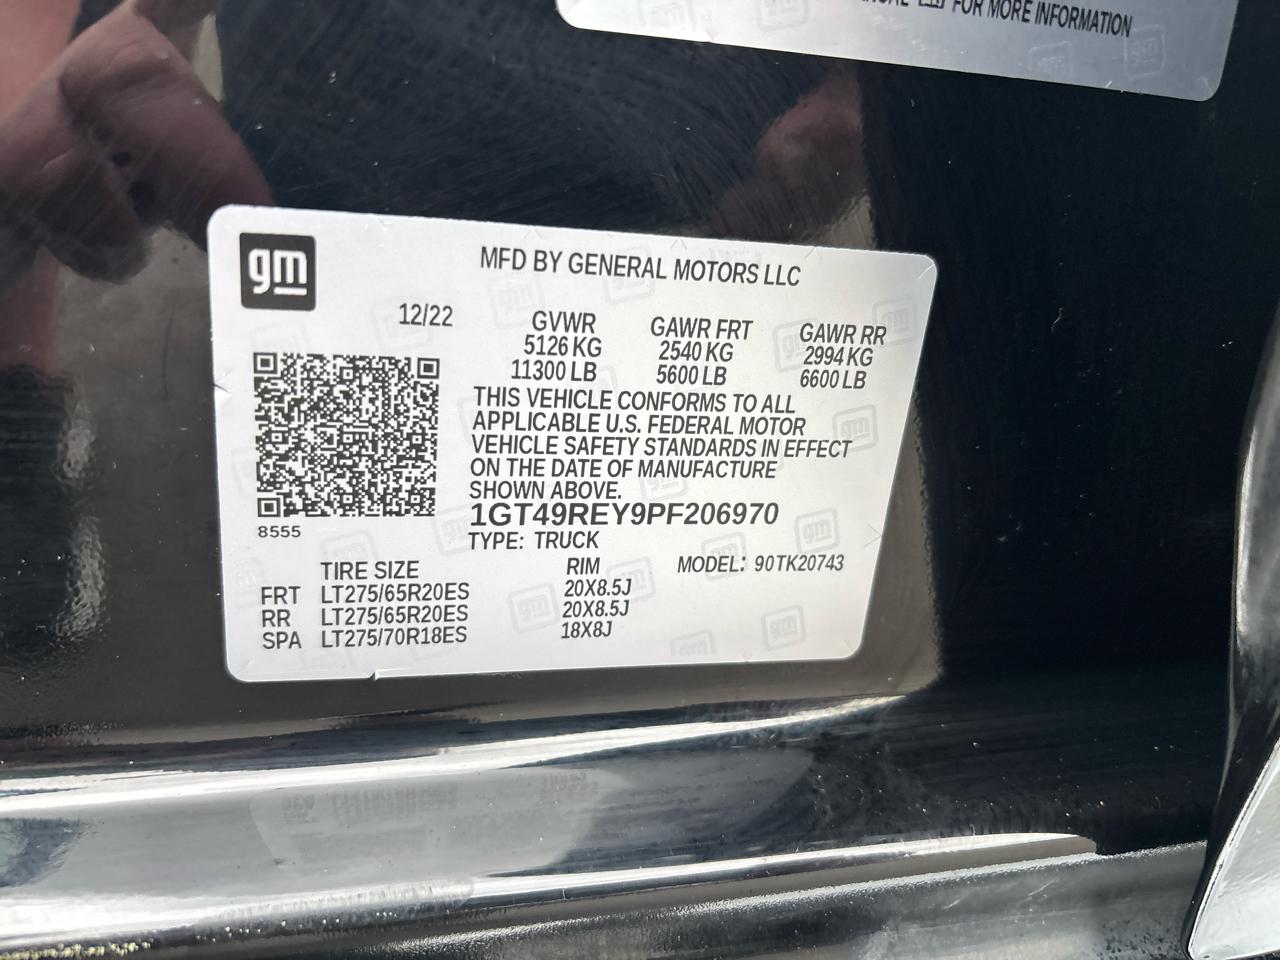 FOR MORE INFORMATION
gm
MFD BY GENERAL MOTORS LLC
12/22
GVWR GAWR FRT GAWR RR
5126 KG 2540 KG 2994 KG
11300 LB 5600 LB 6600 LB
THIS VEHICLE CONFORMS TO ALL
APPLICABLE U.S. FEDERAL MOTOR
VEHICLE SAFETY STANDARDS IN EFFECT
ON THE DATE OF MANUFACTURE
SHOWN ABOVE.
8555
1GT49REY9PF206970
TYPE: TRUCK
TIRE SIZE RIM MODEL: 90TK20743
FRT LT275/65R20ES 20X8.5J
RR LT275/65R20ES 20X8.5J
SPA LT275/70R18ES 18X8J